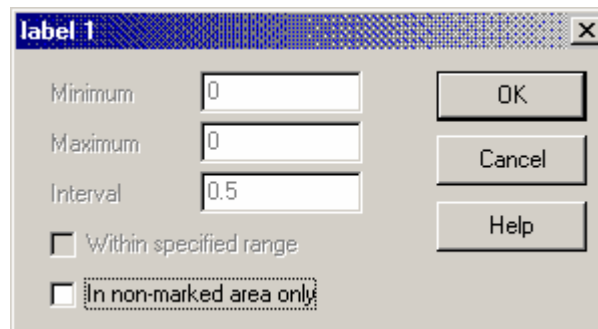 label 1
Minimum 0
Maximum 0
Interval 0.5
Within specified range
In non-marked area only
OK
Cancel
Help